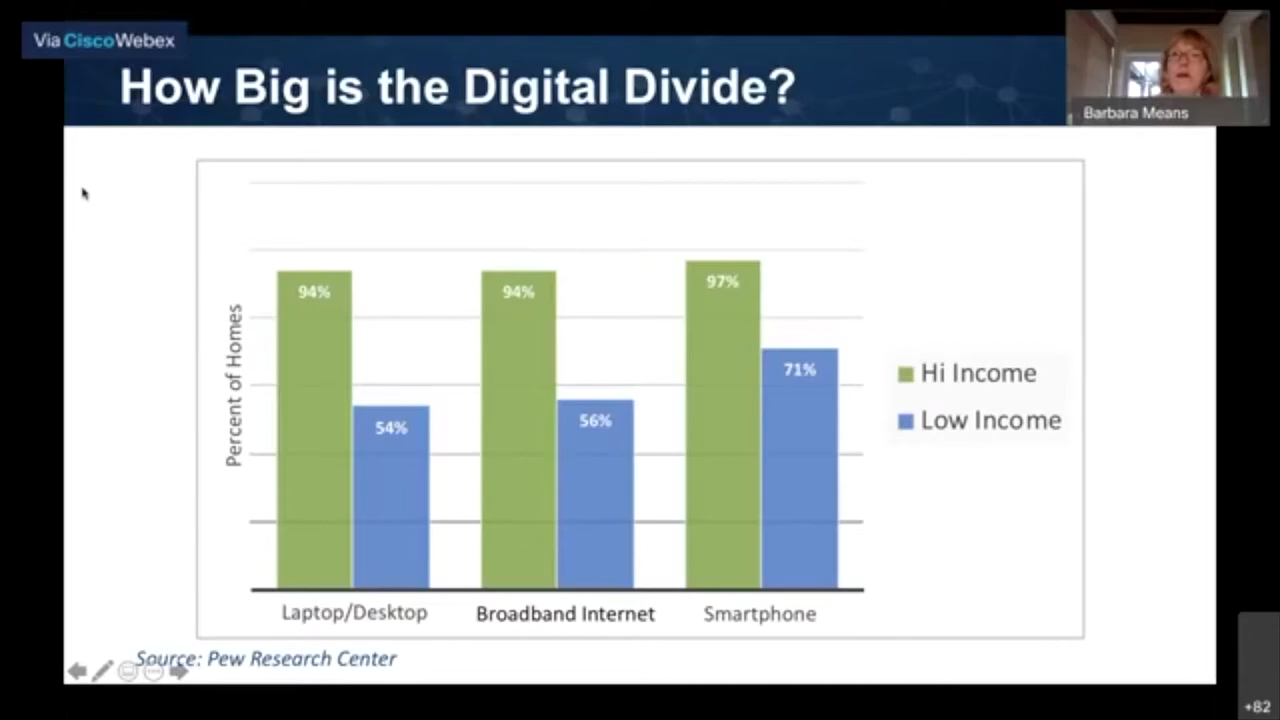 Via CiscoWebex
How Big is the Digital Divide?
Barbara Means
Percent of Homes
94%
54%
94%
56%
97%
71%
Hi Income
Low Income
Laptop/Desktop
Broadband Internet
Smartphone
Source: Pew Research Center
+82